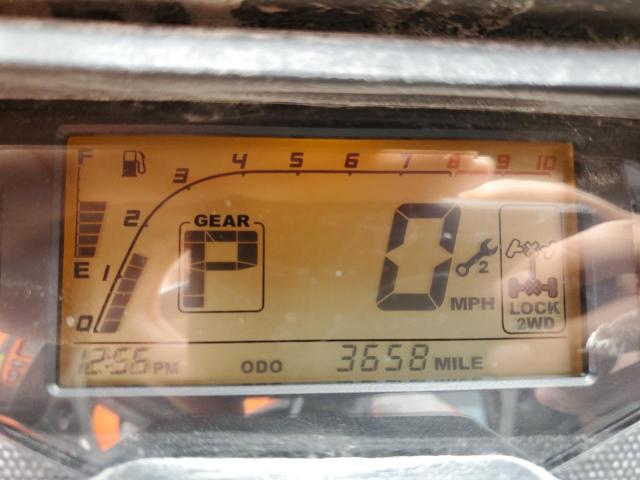 F 4 5 6 7 8 9 10
3
2 GEAR
P 0 2
E 1
MPH LOCK
0 2WD
12:56 PM ODO 3658 MILE